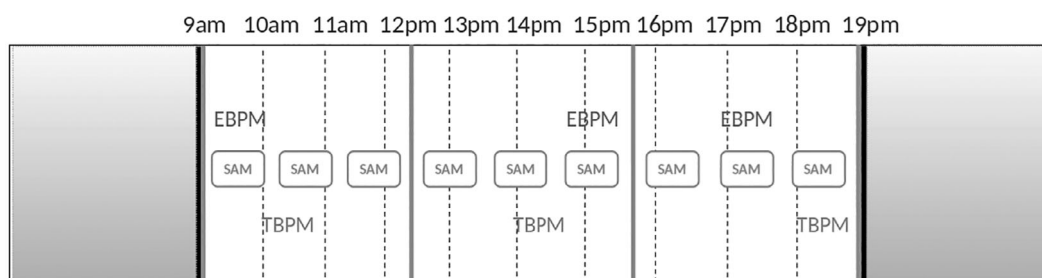 9am 10am 11am 12pm 13pm 14pm 15pm 16pm 17pm 18pm 19pm
EBPM EBPM EBPM
SAM SAM SAM SAM SAM SAM SAM SAM SAM
TBPM TBPM TBPM